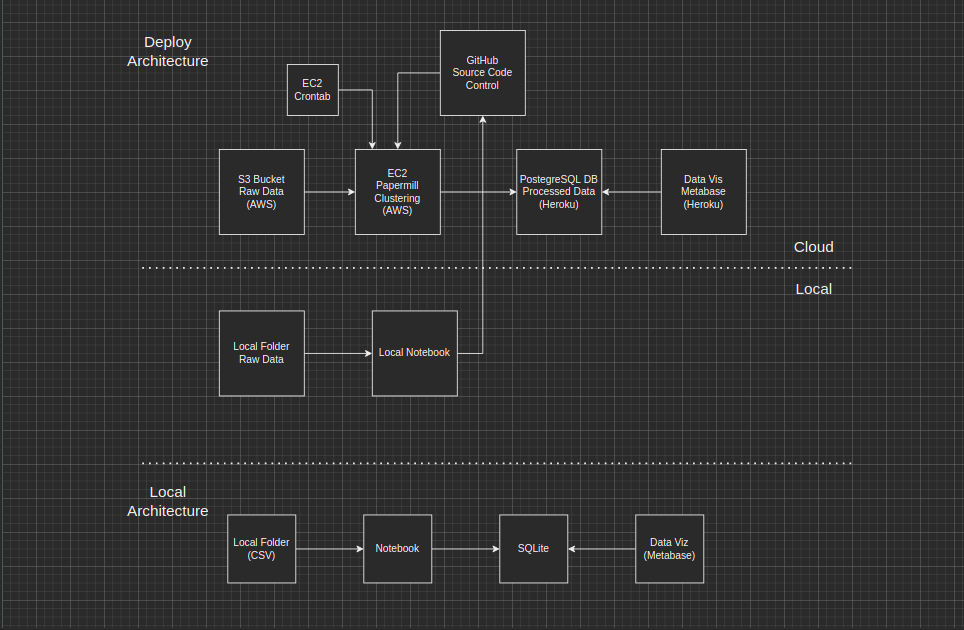 Deploy
Architecture
GitHub
Source Code
Control
EC2
Crontab
S3 Bucket
Raw Data
(AWS)
EC2
Papermill
Clustering
(AWS)
PostegreSQL DB
Processed Data
(Heroku)
Data Vis
Metabase
(Heroku)
Cloud
Local
Local Folder
Raw Data
Local Notebook
Local
Architecture
Local Folder
(CSV)
Notebook
SQLite
Data Viz
(Metabase)